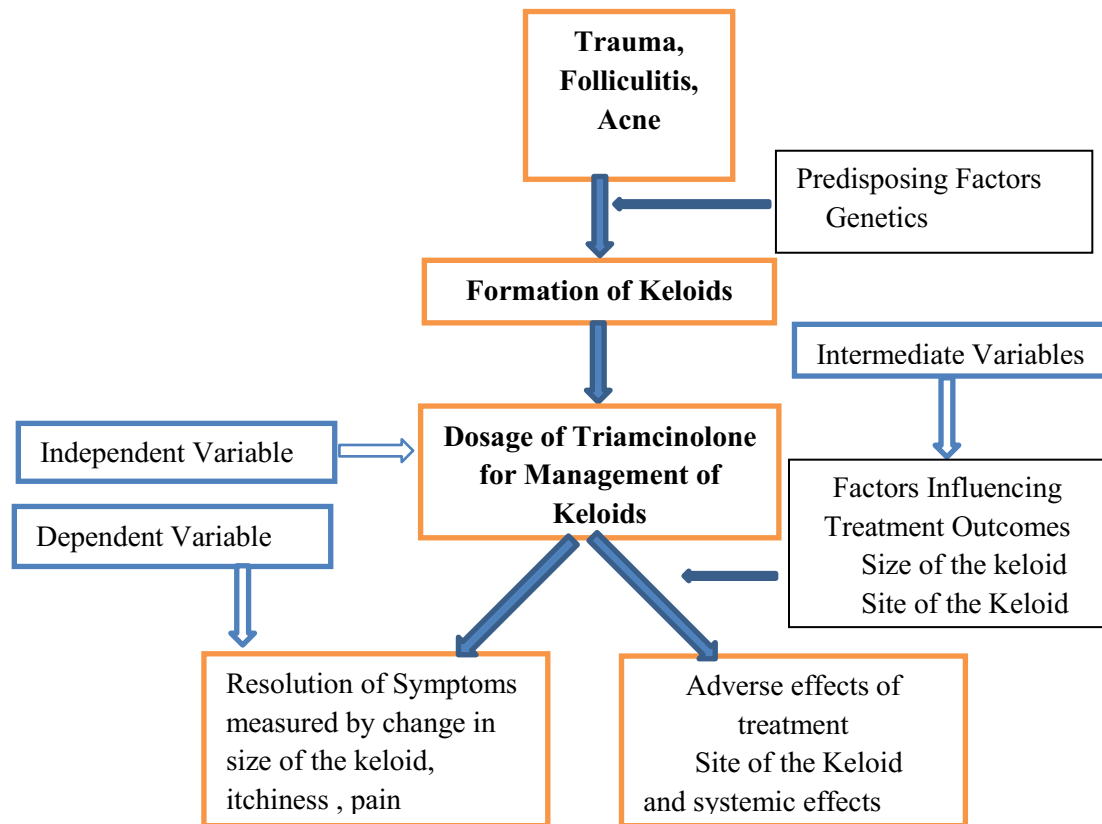 Trauma,
Folliculitis,
Acne
Predisposing Factors
Genetics
Formation of Keloids
Intermediate Variables
Independent Variable
Dosage of Triamcinolone
for Management of
Keloids
Dependent Variable
Factors Influencing
Treatment Outcomes
Size of the keloid
Site of the Keloid
Resolution of Symptoms
measured by change in
size of the keloid,
itchiness , pain
Adverse effects of
treatment
Site of the Keloid
and systemic effects